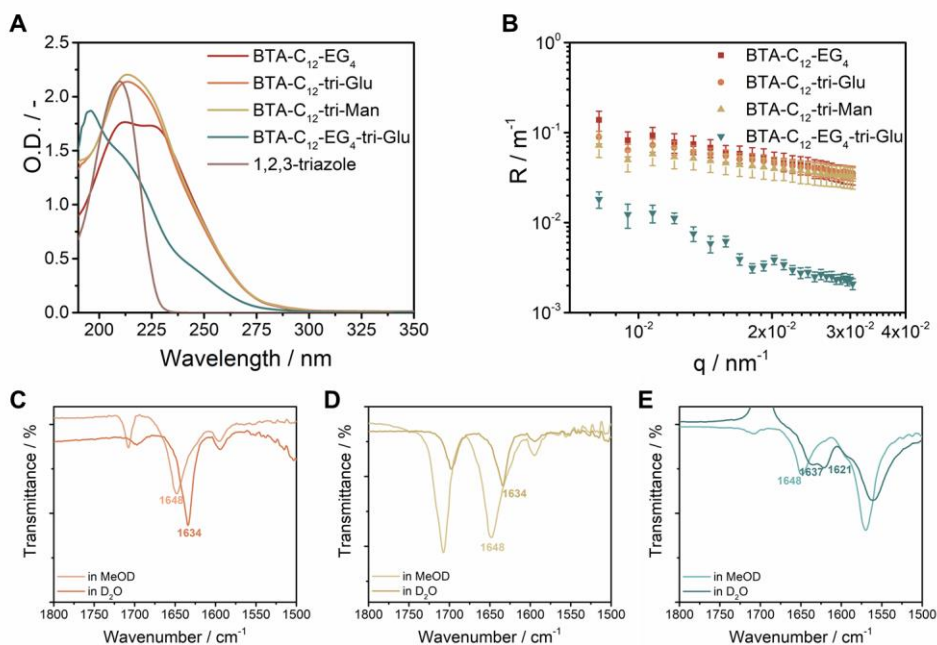 A
O.D. / -
2.5
2.0
1.5
1.0
0.5
0.0
BTA-C₁₂-EG₄
BTA-C₁₂-tri-Glu
BTA-C₁₂-tri-Man
BTA-C₁₂-EG₄-tri-Glu
1,2,3-triazole
200 225 250 275 300 325 350
Wavelength / nm
B
R / m⁻¹
10⁰
10⁻¹
10⁻²
10⁻³
BTA-C₁₂-EG₄
BTA-C₁₂-tri-Glu
BTA-C₁₂-tri-Man
BTA-C₁₂-EG₄-tri-Glu
10⁻² 2x10⁻² 3x10⁻² 4x10⁻²
q / nm⁻¹
C
Transmittance / %
1648
1634
in MeOD
in D₂O
1800 1750 1700 1650 1600 1550 1500
Wavenumber / cm⁻¹
D
Transmittance / %
1634
1648
in MeOD
in D₂O
1800 1750 1700 1650 1600 1550 1500
Wavenumber / cm⁻¹
E
Transmittance / %
1648 1637 1621
in MeOD
in D₂O
1800 1750 1700 1650 1600 1550 1500
Wavenumber / cm⁻¹